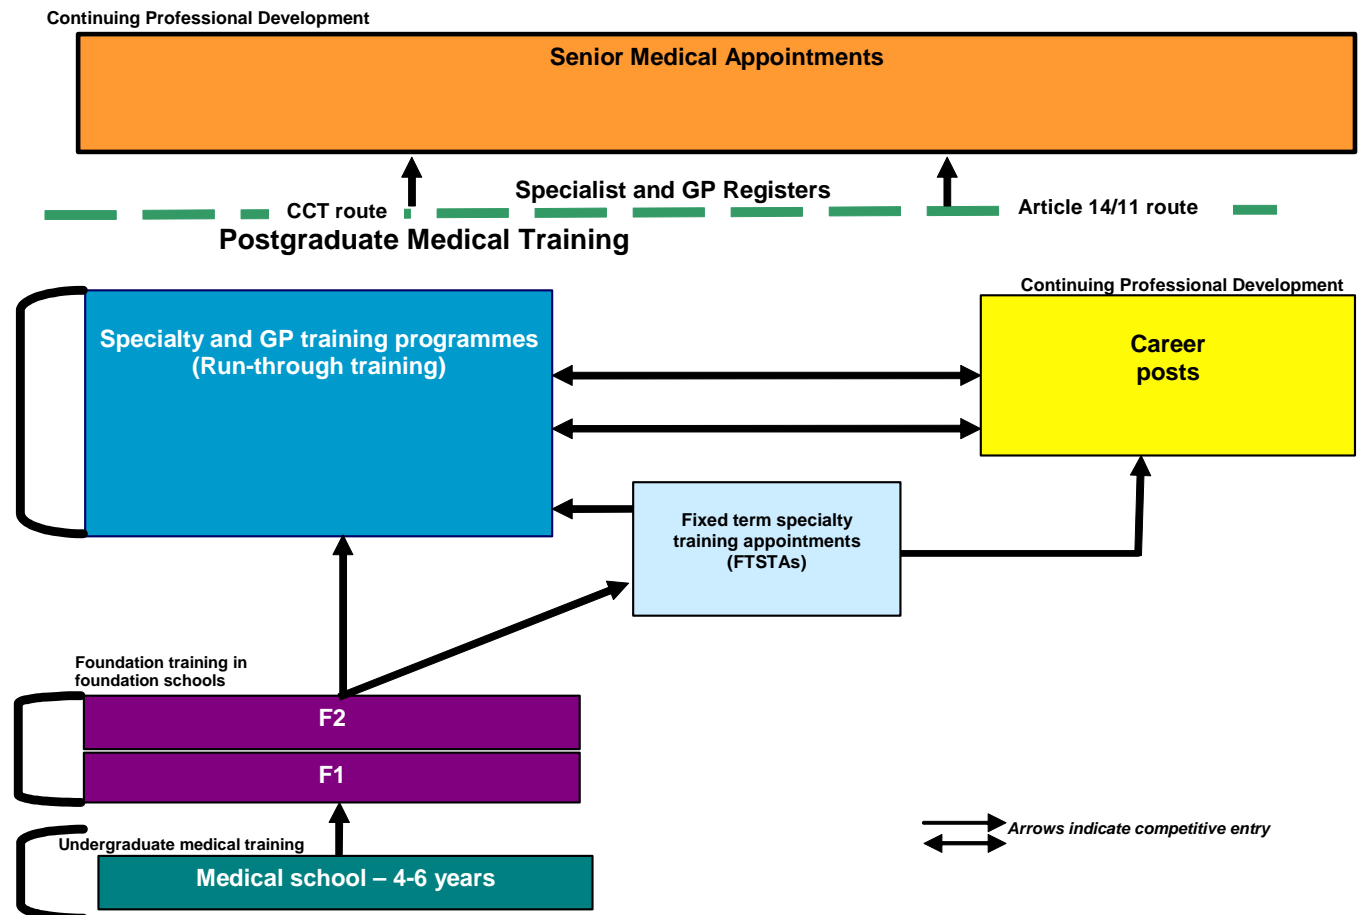 Continuing Professional Development
Senior Medical Appointments
Specialist and GP Registers
CCT route
Article 14/11 route
Postgraduate Medical Training
Continuing Professional Development
Specialty and GP training programmes
(Run-through training)
Career
posts
Fixed term specialty
training appointments
(FTSTAs)
Foundation training in
foundation schools
F2
F1
Arrows indicate competitive entry
Undergraduate medical training
Medical school – 4-6 years